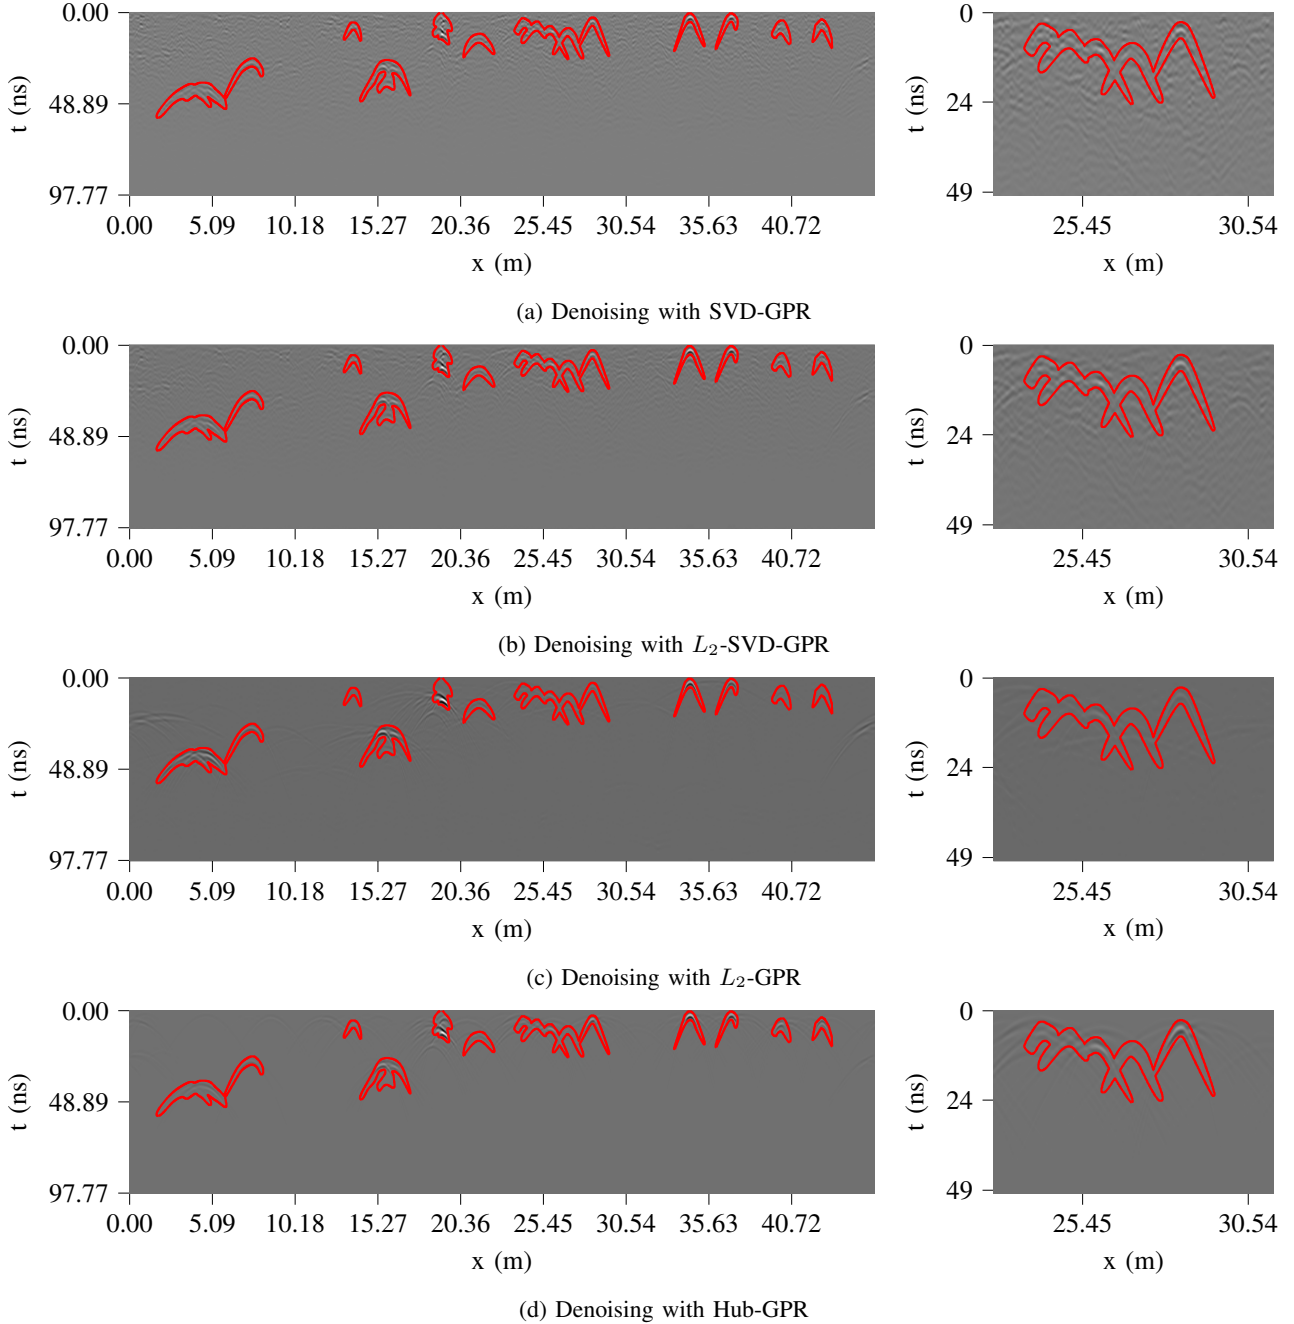 0.00
48.89
97.77
t (ns)
0.00 5.09 10.18 15.27 20.36 25.45 30.54 35.63 40.72
x (m)
0
24
49
t (ns)
25.45 30.54
x (m)
(a) Denoising with SVD-GPR
0.00
48.89
97.77
t (ns)
0.00 5.09 10.18 15.27 20.36 25.45 30.54 35.63 40.72
x (m)
0
24
49
t (ns)
25.45 30.54
x (m)
(b) Denoising with L₂-SVD-GPR
0.00
48.89
97.77
t (ns)
0.00 5.09 10.18 15.27 20.36 25.45 30.54 35.63 40.72
x (m)
0
24
49
t (ns)
25.45 30.54
x (m)
(c) Denoising with L₂-GPR
0.00
48.89
97.77
t (ns)
0.00 5.09 10.18 15.27 20.36 25.45 30.54 35.63 40.72
x (m)
0
24
49
t (ns)
25.45 30.54
x (m)
(d) Denoising with Hub-GPR